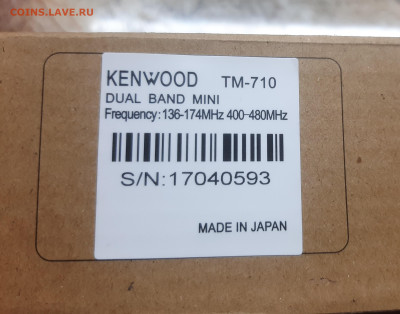 COINS.LAVE.RU
KENWOOD TM-710
DUAL BAND MINI
Frequency:136-174MHz 400-480MHz
S/N:17040593
MADE IN JAPAN